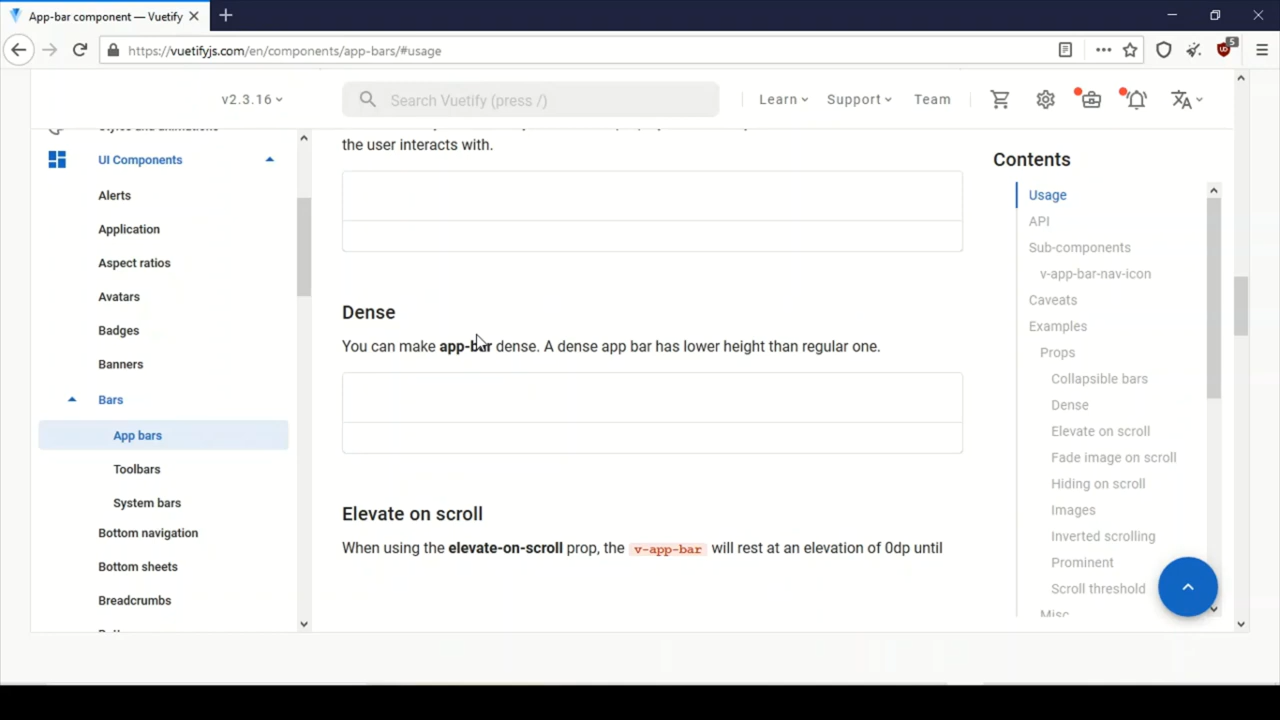 App-bar component — Vuetify
https://vuetifyjs.com/en/components/app-bars/#usage
5
v2.3.16
Search Vuetify (press /)
Learn
Support
Team
Styles and animations
UI Components
Alerts
Application
Aspect ratios
Avatars
Badges
Banners
Bars
App bars
Toolbars
System bars
Bottom navigation
Bottom sheets
Breadcrumbs
the user interacts with.
Dense
You can make app-bar dense. A dense app bar has lower height than regular one.
Elevate on scroll
When using the elevate-on-scroll prop, the v-app-bar will rest at an elevation of 0dp until
Contents
Usage
API
Sub-components
v-app-bar-nav-icon
Caveats
Examples
Props
Collapsible bars
Dense
Elevate on scroll
Fade image on scroll
Hiding on scroll
Images
Inverted scrolling
Prominent
Scroll threshold
Misc